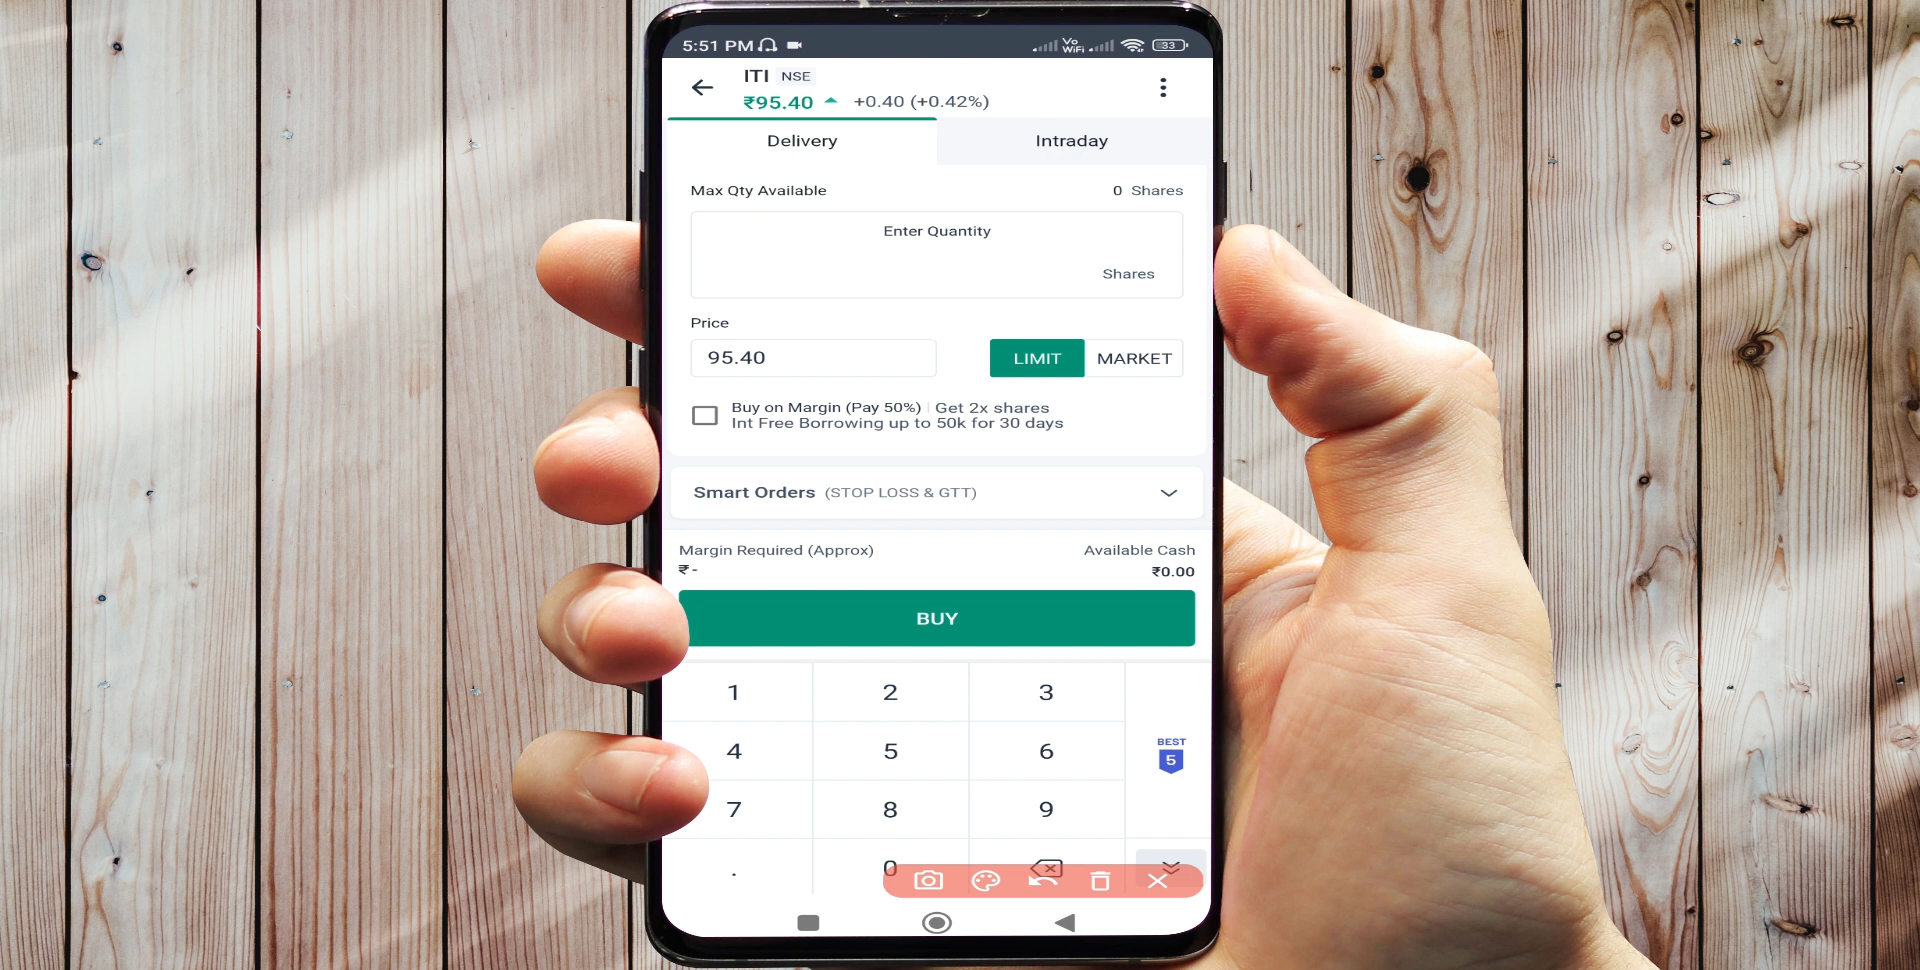 5:51 PM Vo WiFi 33
ITI NSE
₹95.40 +0.40 (+0.42%)
Delivery Intraday
Max Qty Available 0 Shares
Enter Quantity
Shares
Price
95.40 LIMIT MARKET
Buy on Margin (Pay 50%) | Get 2x shares
Int Free Borrowing up to 50k for 30 days
Smart Orders (STOP LOSS & GTT)
Margin Required (Approx) Available Cash
₹ - ₹0.00
BUY
1 2 3
4 5 6
BEST
5
7 8 9
. 0